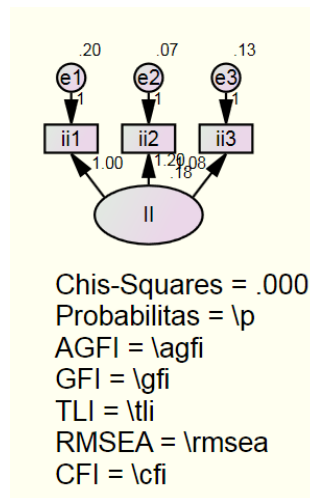 .20 .07 .13
e1 e2 e3
1 1 1
ii1 ii2 ii3
1.00 1.20 1.08
.18
II
Chis-Squares = .000
Probabilitas = \p
AGFI = \agfi
GFI = \gfi
TLI = \tli
RMSEA = \rmsea
CFI = \cfi